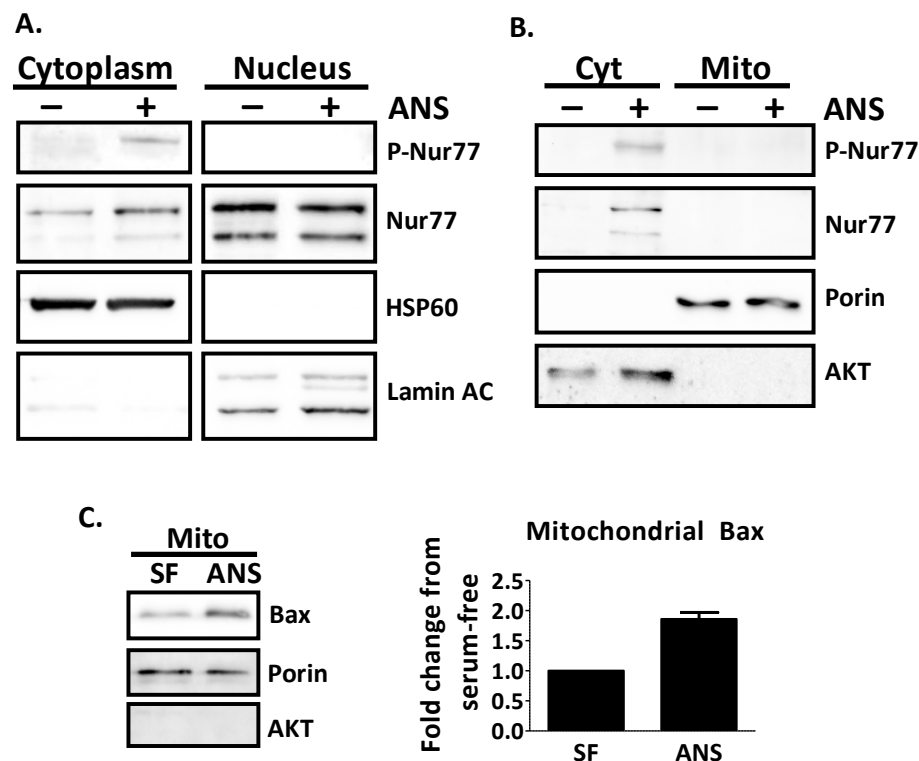 A.
Cytoplasm Nucleus
− + − + ANS
P-Nur77
Nur77
HSP60
Lamin AC
B.
Cyt Mito
− + − + ANS
P-Nur77
Nur77
Porin
AKT
C.
Mito
SF ANS
Bax
Porin
AKT
Mitochondrial Bax
Fold change from
serum-free
2.5
2.0
1.5
1.0
0.5
0.0
SF ANS